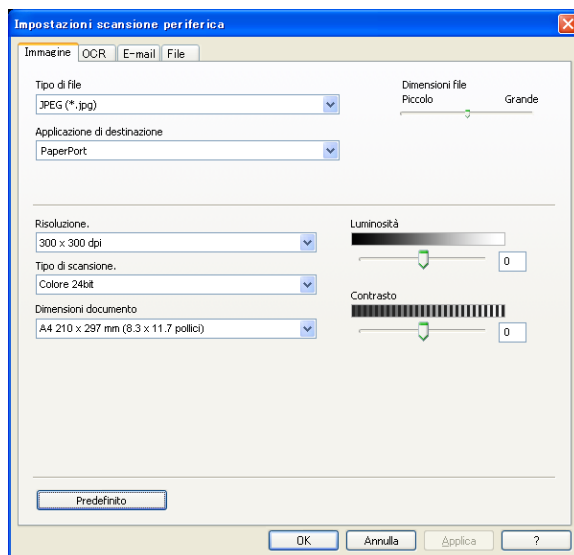 Impostazioni scansione periferica
Immagine OCR E-mail File
Tipo di file
JPEG (*.jpg)
Dimensioni file
Piccolo Grande
Applicazione di destinazione
PaperPort
Risoluzione.
300 x 300 dpi
Tipo di scansione.
Colore 24bit
Dimensioni documento
A4 210 x 297 mm (8.3 x 11.7 pollici)
Luminosità
0
Contrasto
0
Predefinito
OK Annulla Applica ?